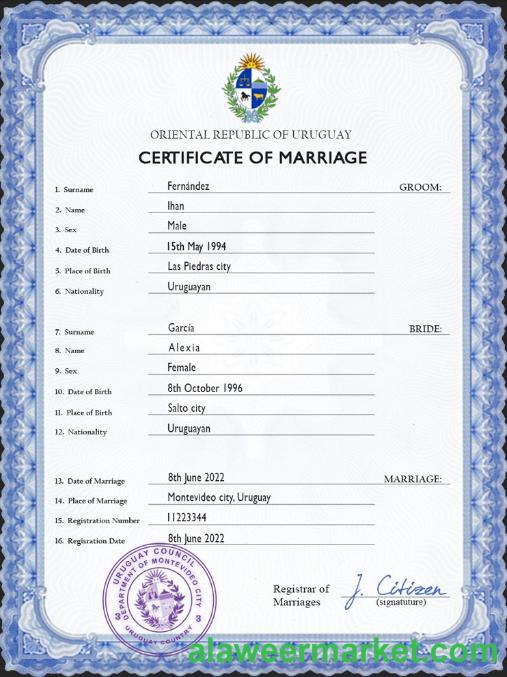 ORIENTAL REPUBLIC OF URUGUAY
CERTIFICATE OF MARRIAGE
1. Surname Fernández GROOM:
2. Name Ihan
3. Sex Male
4. Date of Birth 15th May 1994
5. Place of Birth Las Piedras city
6. Nationality Uruguayan
7. Surname García BRIDE:
8. Name Alexia
9. Sex Female
10. Date of Birth 8th October 1996
11. Place of Birth Salto city
12. Nationality Uruguayan
13. Date of Marriage 8th June 2022 MARRIAGE:
14. Place of Marriage Montevideo city, Uruguay
15. Registration Number 11223344
16. Regisration Date 8th June 2022
URUGUAY COUNCIL
DEPARTMENT OF MONTEVIDEO CITY
3 3
URUGUAY COUNTRY
Registrar of
Marriages
J. Citizen
(signatuture)
alaweermarket.com